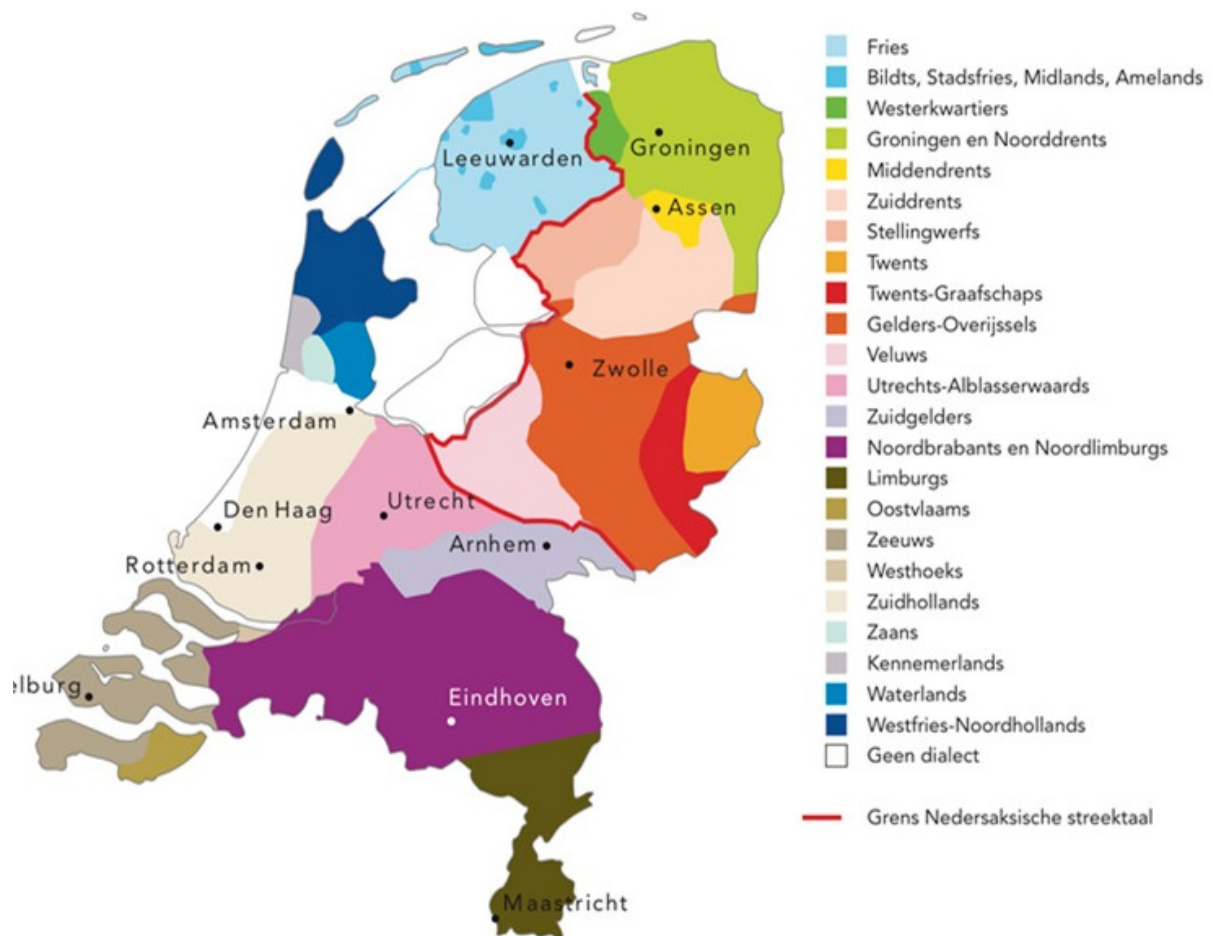 Leeuwarden
Groningen
Assen
Zwolle
Amsterdam
Den Haag
Utrecht
Rotterdam
Arnhem
elburg
Eindhoven
Maastricht
Fries
Bildts, Stadsfries, Midlands, Amelands
Westerkwartiers
Groningen en Noorddrents
Middendrents
Zuiddrents
Stellingwerfs
Twents
Twents-Graafschaps
Gelders-Overijssels
Veluws
Utrechts-Alblasserwaards
Zuidgelders
Noordbrabants en Noordlimburgs
Limburgs
Oostvlaams
Zeeuws
Westhoeks
Zuidhollands
Zaans
Kennemerlands
Waterlands
Westfries-Noordhollands
Geen dialect
Grens Nedersaksische streektaal